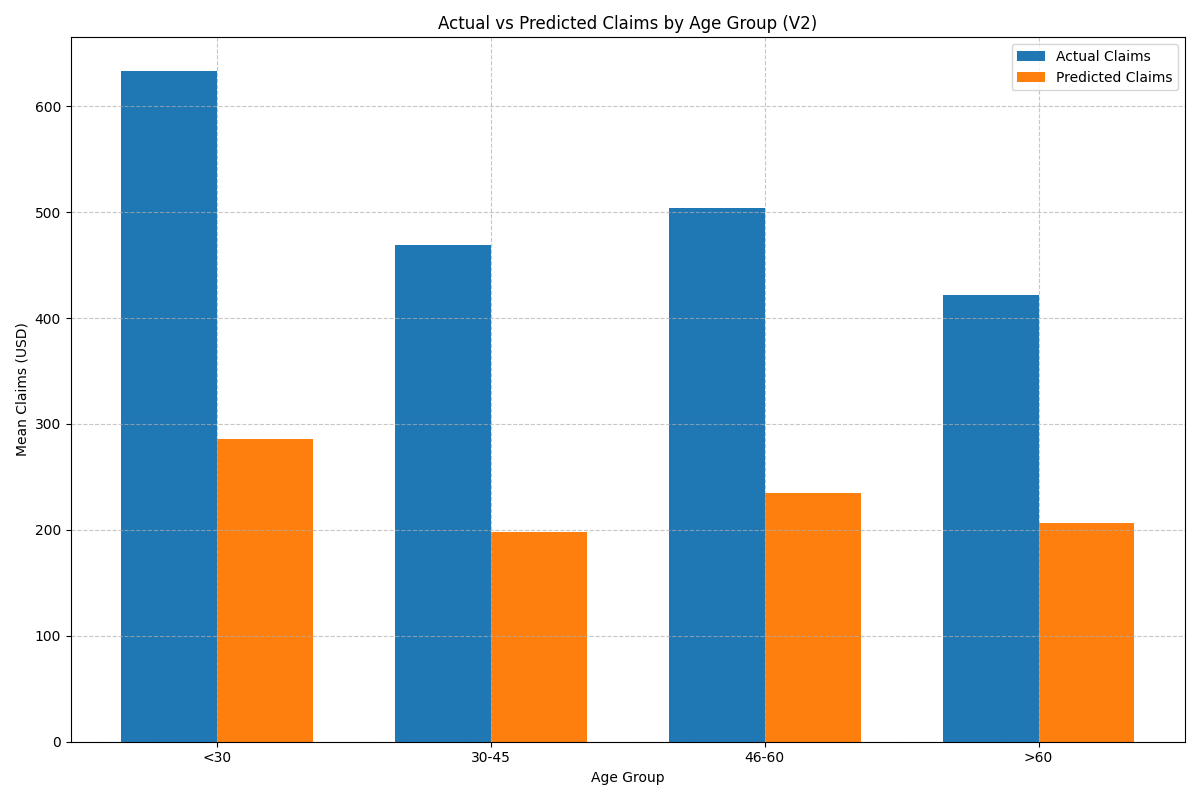 Actual vs Predicted Claims by Age Group (V2)
Actual Claims
Predicted Claims
Mean Claims (USD)
600
500
400
300
200
100
0
<30
30-45
46-60
>60
Age Group